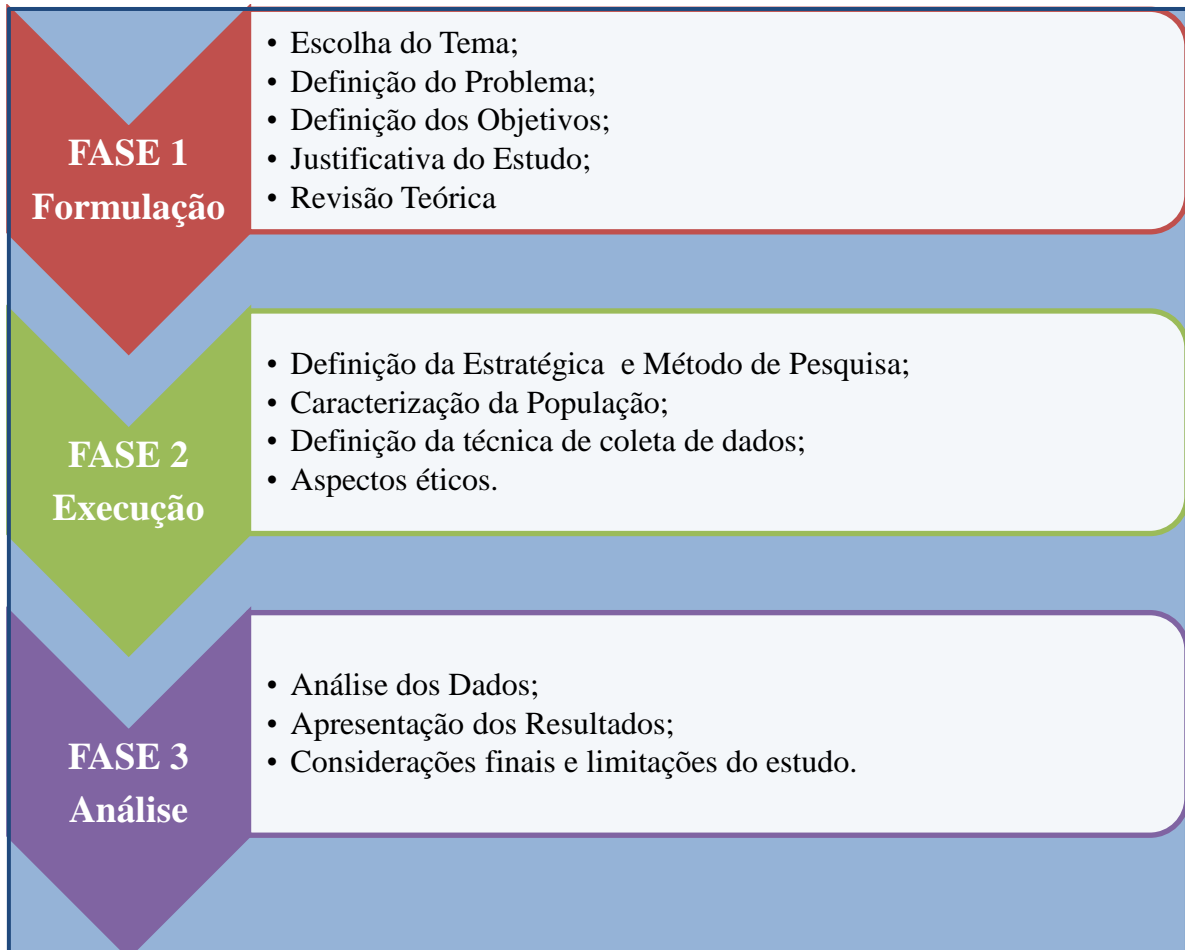 FASE 1
Formulação
• Escolha do Tema;
• Definição do Problema;
• Definição dos Objetivos;
• Justificativa do Estudo;
• Revisão Teórica
FASE 2
Execução
• Definição da Estratégica  e Método de Pesquisa;
• Caracterização da População;
• Definição da técnica de coleta de dados;
• Aspectos éticos.
FASE 3
Análise
• Análise dos Dados;
• Apresentação dos Resultados;
• Considerações finais e limitações do estudo.